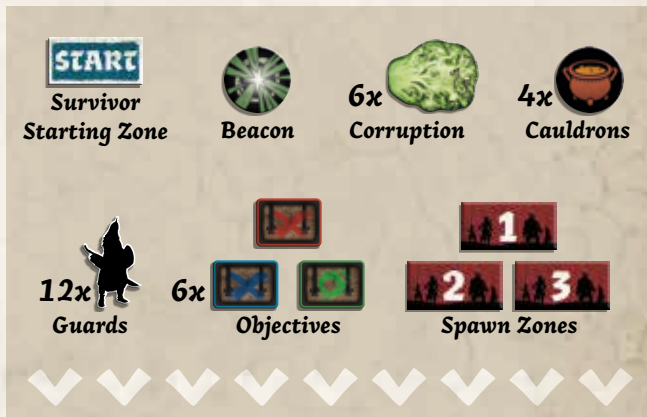 START
Survivor
Starting Zone
Beacon
6x
Corruption
4x
Cauldrons
12x
Guards
6x
Objectives
1
2
3
Spawn Zones